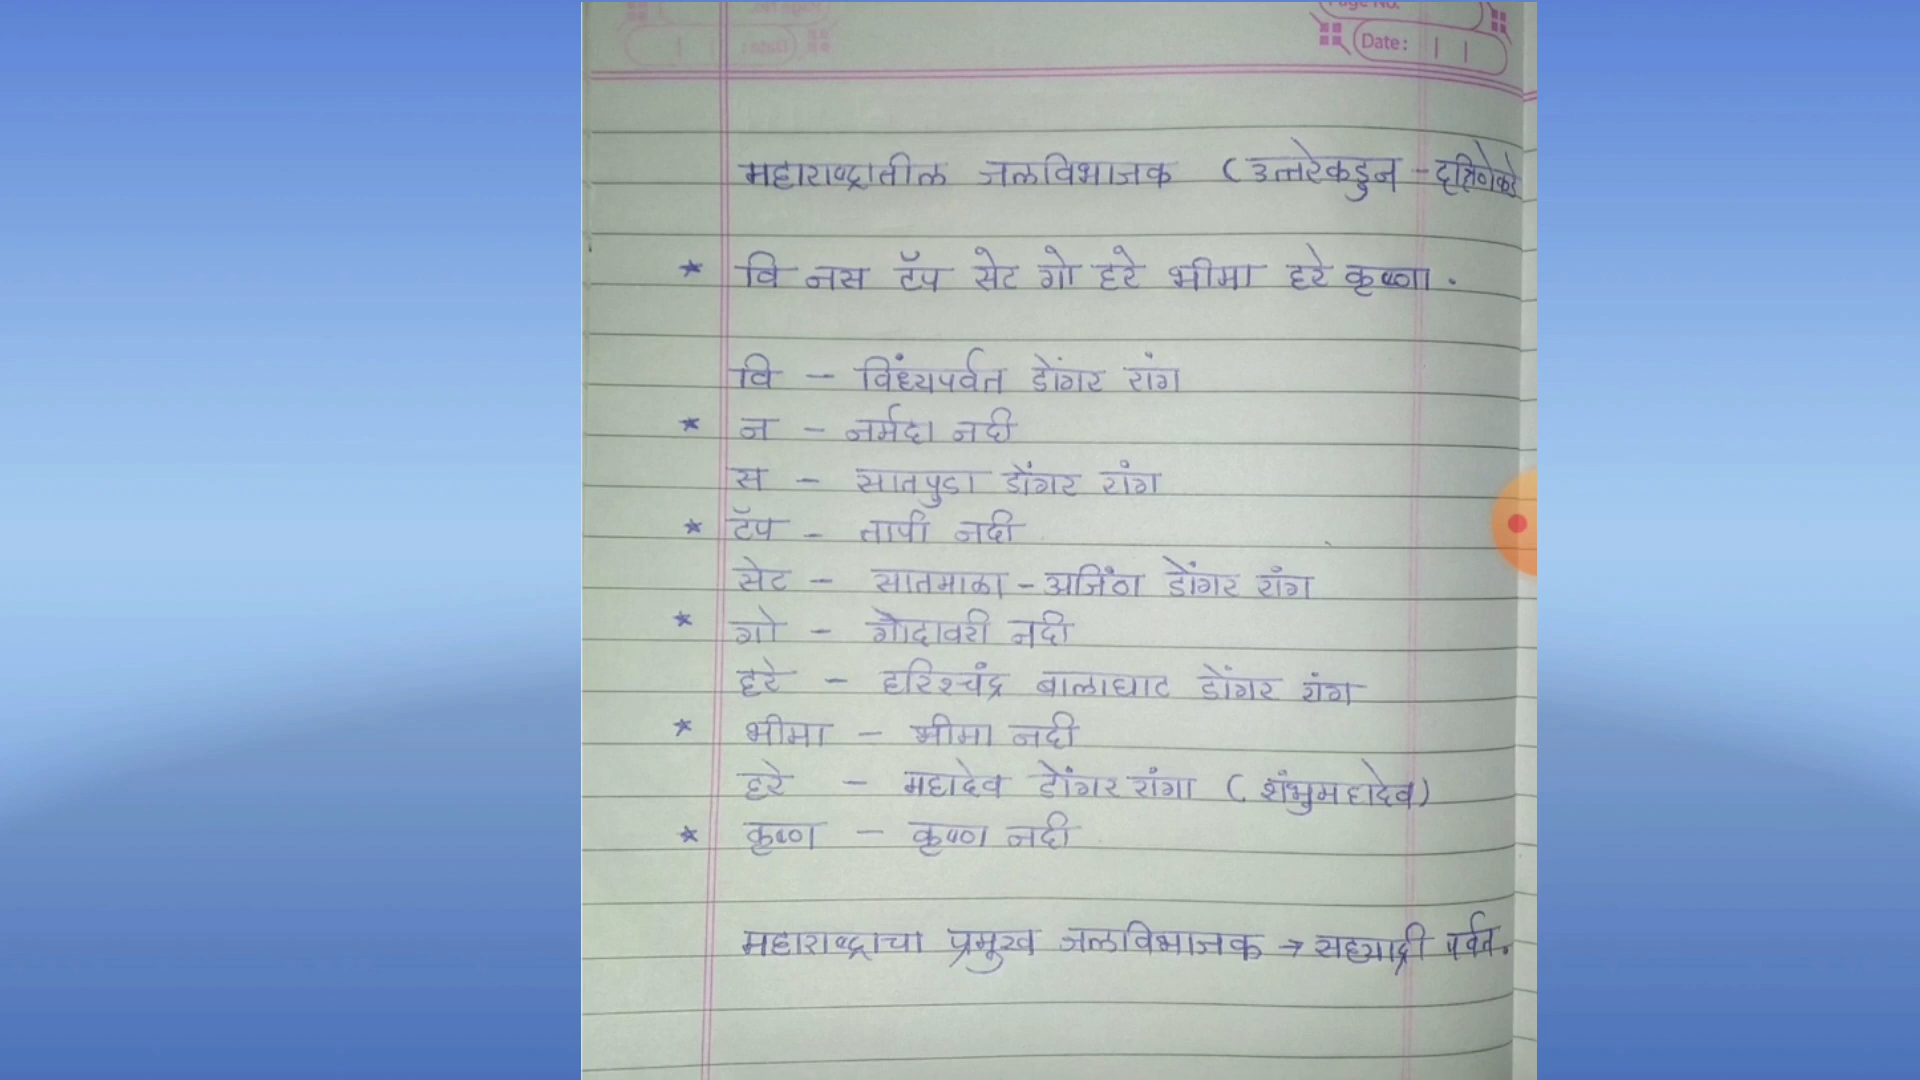 Page No.
Date:
महाराष्ट्रातील जलविभाजक (उत्तरेकडुन - दक्षिणेकडे
* वि नस टॅप सेट गो हरे भीमा हरे कृष्णा.
वि - विंध्यपर्वत डोंगर रांग
* न - नर्मदा नदी
स - सातपुडा डोंगर रांग
* टॅप - तापी नदी
सेट - सातमाळा - अजिंठा डोंगर रांग
* गो - गोदावरी नदी
हरे - हरिश्चंद्र बालाघाट डोंगर रांग
* भीमा - भीमा नदी
हरे - महादेव डोंगर रांगा (शंभुमहादेव)
* कृष्ण - कृष्णा नदी
महाराष्ट्राचा प्रमुख जलविभाजक → सह्याद्री पर्वत.